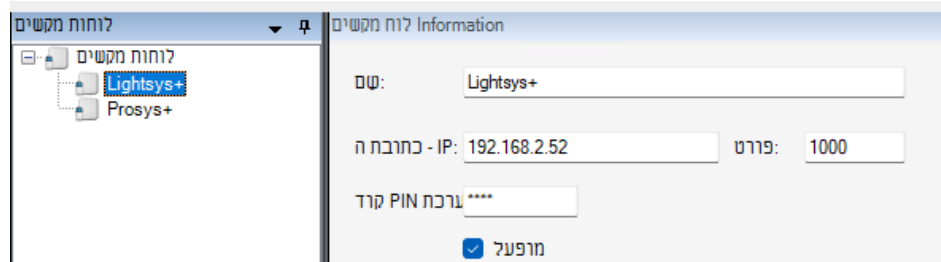 לוחות מקשים
לוח מקשים Information
לוחות מקשים
Lightsys+
Prosys+
שם:
Lightsys+
כתובת ה - IP:
192.168.2.52
פורט:
1000
ערכת PIN קוד
****
מופעל